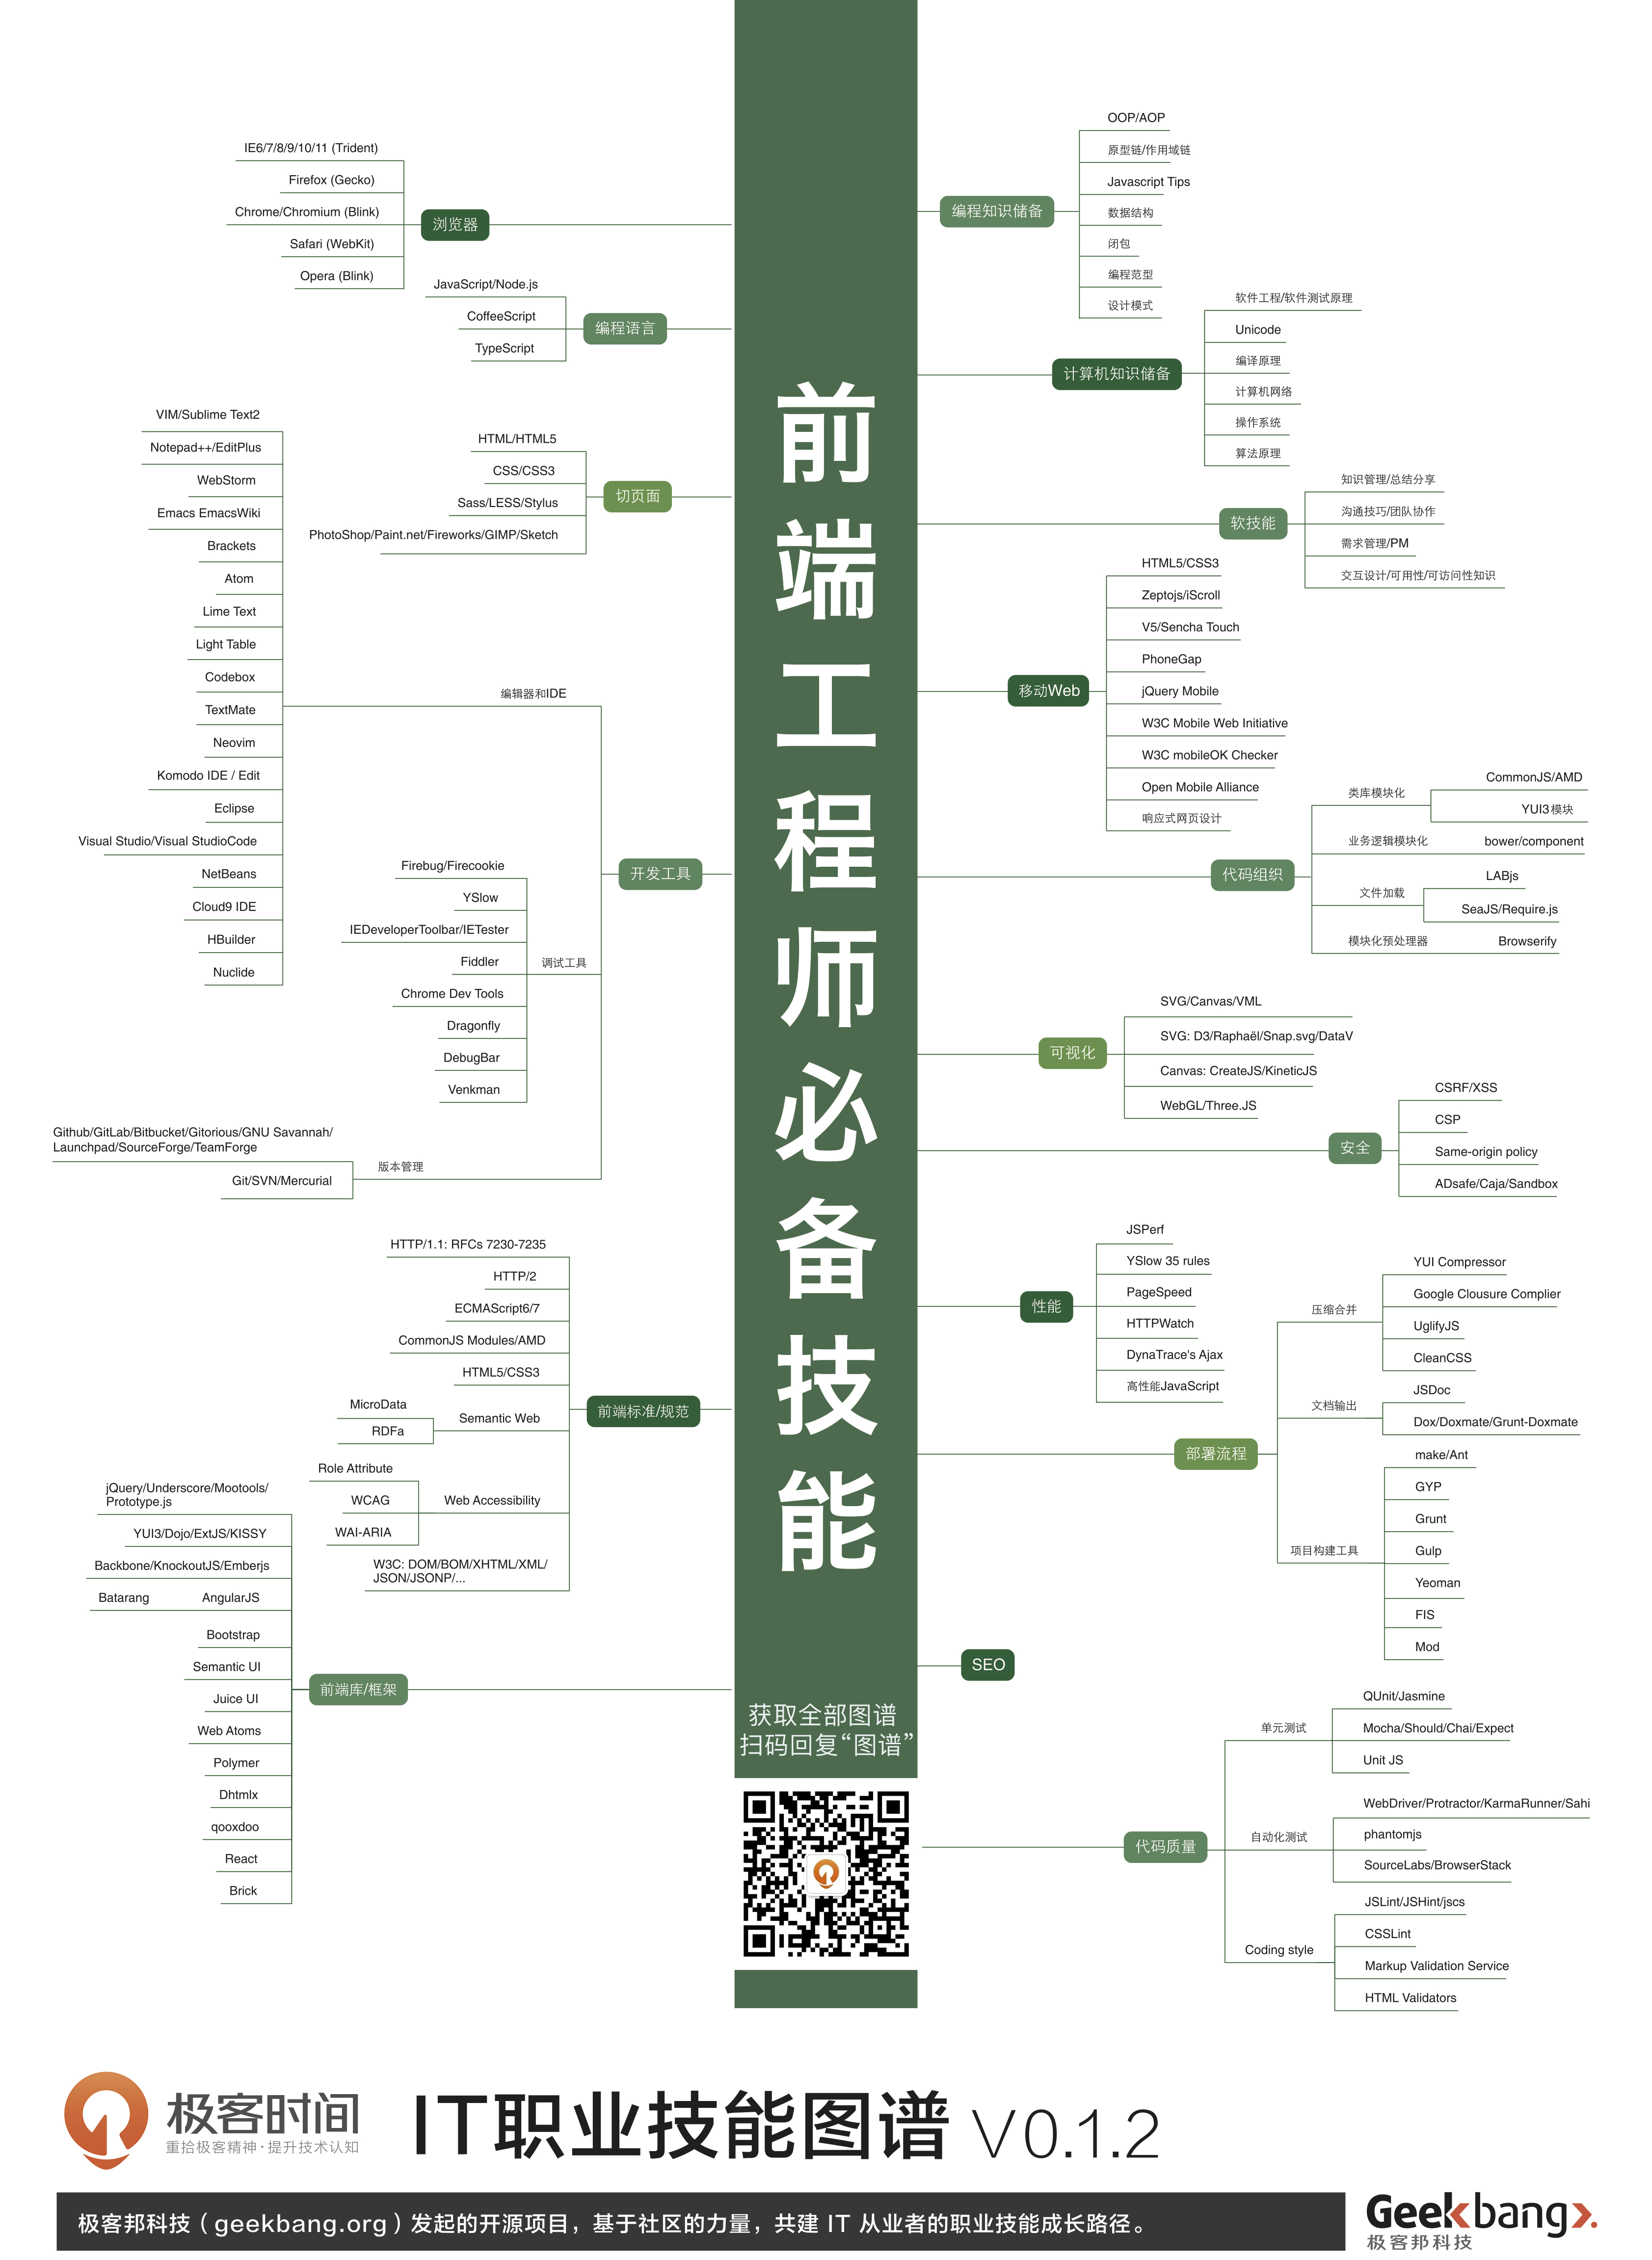 前端工程师必备技能
获取全部图谱
扫码回复“图谱”
浏览器
IE6/7/8/9/10/11 (Trident)
Firefox (Gecko)
Chrome/Chromium (Blink)
Safari (WebKit)
Opera (Blink)
编程语言
JavaScript/Node.js
CoffeeScript
TypeScript
切页面
HTML/HTML5
CSS/CSS3
Sass/LESS/Stylus
PhotoShop/Paint.net/Fireworks/GIMP/Sketch
开发工具
编辑器和IDE
VIM/Sublime Text2
Notepad++/EditPlus
WebStorm
Emacs EmacsWiki
Brackets
Atom
Lime Text
Light Table
Codebox
TextMate
Neovim
Komodo IDE / Edit
Eclipse
Visual Studio/Visual StudioCode
NetBeans
Cloud9 IDE
HBuilder
Nuclide
调试工具
Firebug/Firecookie
YSlow
IEDeveloperToolbar/IETester
Fiddler
Chrome Dev Tools
Dragonfly
DebugBar
Venkman
版本管理
Github/GitLab/Bitbucket/Gitorious/GNU Savannah/
Launchpad/SourceForge/TeamForge
Git/SVN/Mercurial
前端标准/规范
HTTP/1.1: RFCs 7230-7235
HTTP/2
ECMAScript6/7
CommonJS Modules/AMD
HTML5/CSS3
Semantic Web
MicroData
RDFa
Web Accessibility
Role Attribute
WCAG
WAI-ARIA
W3C: DOM/BOM/XHTML/XML/
JSON/JSONP/...
前端库/框架
jQuery/Underscore/Mootools/
Prototype.js
YUI3/Dojo/ExtJS/KISSY
Backbone/KnockoutJS/Emberjs
Batarang AngularJS
Bootstrap
Semantic UI
Juice UI
Web Atoms
Polymer
Dhtmlx
qooxdoo
React
Brick
编程知识储备
OOP/AOP
原型链/作用域链
Javascript Tips
数据结构
闭包
编程范型
设计模式
计算机知识储备
软件工程/软件测试原理
Unicode
编译原理
计算机网络
操作系统
算法原理
软技能
知识管理/总结分享
沟通技巧/团队协作
需求管理/PM
交互设计/可用性/可访问性知识
移动Web
HTML5/CSS3
Zeptojs/iScroll
V5/Sencha Touch
PhoneGap
jQuery Mobile
W3C Mobile Web Initiative
W3C mobileOK Checker
Open Mobile Alliance
响应式网页设计
代码组织
类库模块化
CommonJS/AMD
YUI3模块
业务逻辑模块化 bower/component
文件加载
LABjs
SeaJS/Require.js
模块化预处理器 Browserify
可视化
SVG/Canvas/VML
SVG: D3/Raphaël/Snap.svg/DataV
Canvas: CreateJS/KineticJS
WebGL/Three.JS
安全
CSRF/XSS
CSP
Same-origin policy
ADsafe/Caja/Sandbox
性能
JSPerf
YSlow 35 rules
PageSpeed
HTTPWatch
DynaTrace's Ajax
高性能JavaScript
部署流程
压缩合并
YUI Compressor
Google Clousure Complier
UglifyJS
CleanCSS
文档输出
JSDoc
Dox/Doxmate/Grunt-Doxmate
项目构建工具
make/Ant
GYP
Grunt
Gulp
Yeoman
FIS
Mod
SEO
代码质量
单元测试
QUnit/Jasmine
Mocha/Should/Chai/Expect
Unit JS
自动化测试
WebDriver/Protractor/KarmaRunner/Sahi
phantomjs
SourceLabs/BrowserStack
Coding style
JSLint/JSHint/jscs
CSSLint
Markup Validation Service
HTML Validators
极客时间
重拾极客精神·提升技术认知
IT职业技能图谱 V0.1.2
极客邦科技（geekbang.org）发起的开源项目，基于社区的力量，共建 IT 从业者的职业技能成长路径。
Geekbang
极客邦科技